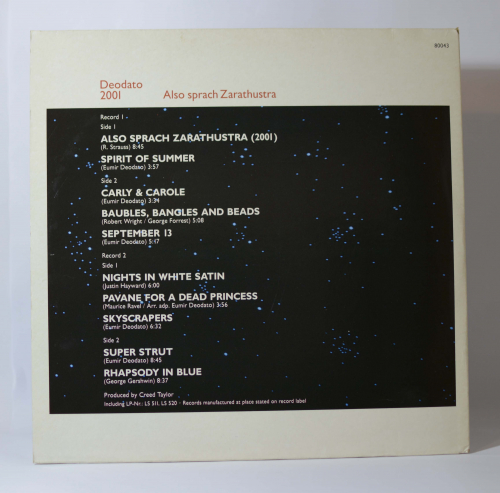 80043
Deodato
2001 Also sprach Zarathustra
Record 1
Side 1
ALSO SPRACH ZARATHUSTRA (2001)
(R. Strauss) 8:45
SPIRIT OF SUMMER
(Eumir Deodato) 3:57
Side 2
CARLY & CAROLE
(Eumir Deodato) 3:34
BAUBLES, BANGLES AND BEADS
(Robert Wright / George Forrest) 5:08
SEPTEMBER 13
(Eumir Deodato) 5:17
Record 2
Side 1
NIGHTS IN WHITE SATIN
(Justin Hayward) 6:00
PAVANE FOR A DEAD PRINCESS
(Maurice Ravel / Arr. adp. Eumir Deodato) 3:56
SKYSCRAPERS
(Eumir Deodato) 6:32
Side 2
SUPER STRUT
(Eumir Deodato) 8:45
RHAPSODY IN BLUE
(George Gershwin) 8:37
Produced by Creed Taylor
Including LP-Nr.: LS 511, LS 520 – Records manufactured at place stated on record label